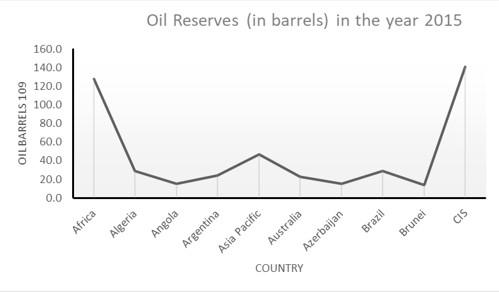 Oil Reserves (in barrels) in the year 2015
OIL BARRELS 109
160.0
140.0
120.0
100.0
80.0
60.0
40.0
20.0
0.0
Africa
Algeria
Angola
Argentina
Asia Pacific
Australia
Azerbaijan
Brazil
Brunei
CIS
COUNTRY